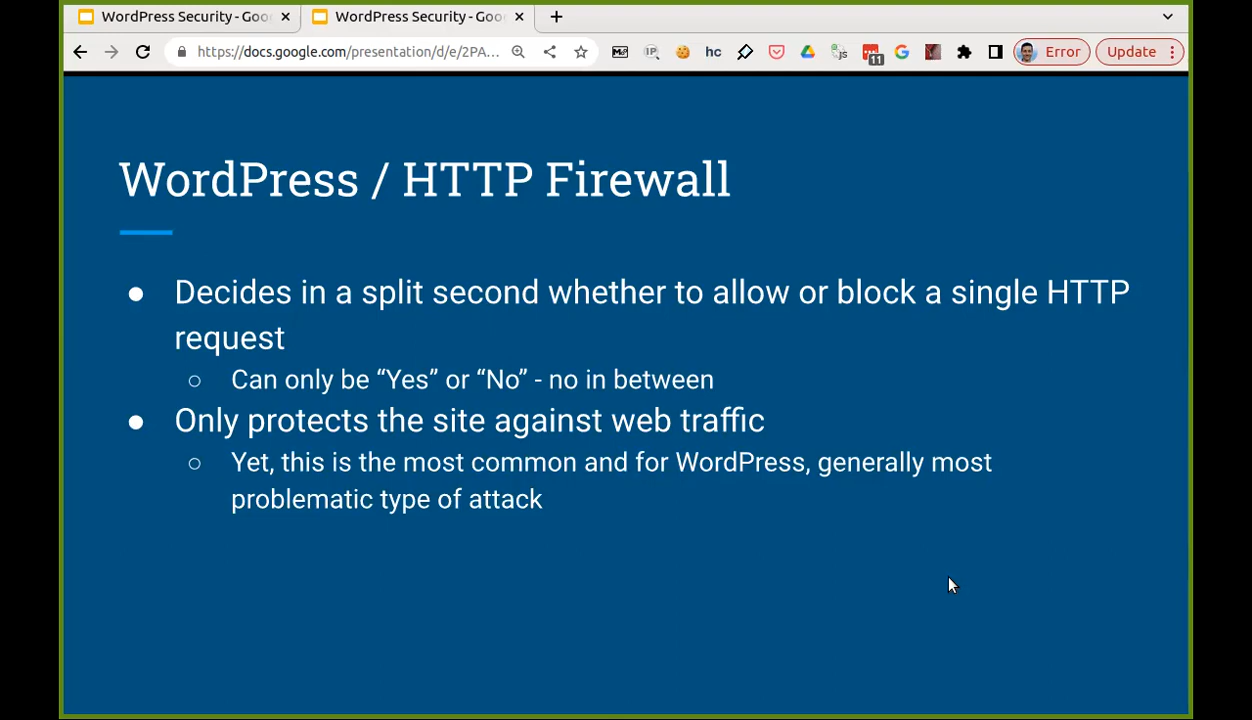 WordPress Security - Goo
WordPress Security - Goo
https://docs.google.com/presentation/d/e/2PA...
M
IP
hc
js
11
G
Error
Update
WordPress / HTTP Firewall
● Decides in a split second whether to allow or block a single HTTP
request
○ Can only be “Yes” or “No” - no in between
● Only protects the site against web traffic
○ Yet, this is the most common and for WordPress, generally most
problematic type of attack